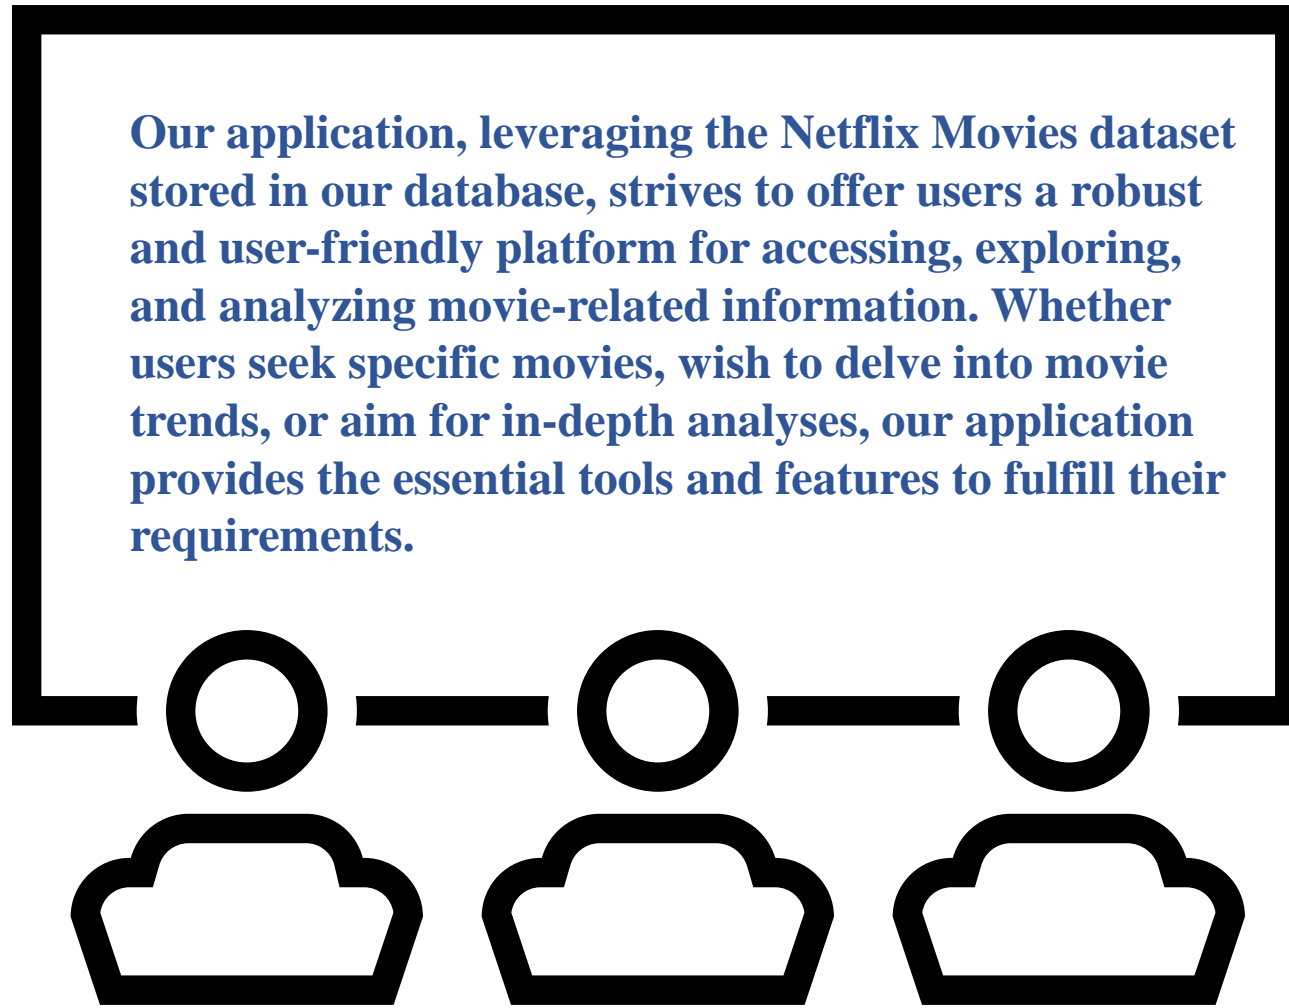 Our application, leveraging the Netflix Movies dataset
stored in our database, strives to offer users a robust
and user-friendly platform for accessing, exploring,
and analyzing movie-related information. Whether
users seek specific movies, wish to delve into movie
trends, or aim for in-depth analyses, our application
provides the essential tools and features to fulfill their
requirements.